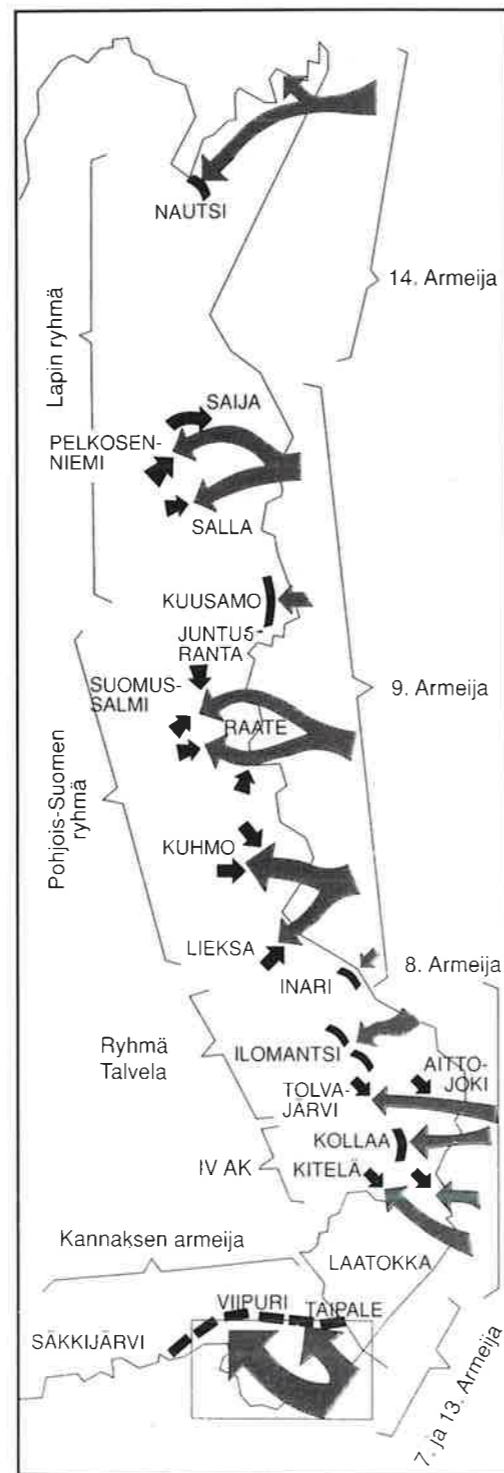 NAUTSI
14. Armeija
Lapin ryhmä
SAIJA
PELKOSEN-
NIEMI
SALLA
KUUSAMO
JUNTUS-
RANTA
SUOMUS-
SALMI
RAATE
9. Armeija
Pohjois-Suomen
ryhmä
KUHMO
LIEKSA
8. Armeija
INARI
Ryhmä
Talvela
ILOMANTSI
AITTO-
JOKI
TOLVA-
JÄRVI
KOLLAA
IV AK
KITELÄ
Kannaksen armeija
LAATOKKA
VIIPURI
TAIPALE
SÄKKIJÄRVI
7. ja 13. Armeija